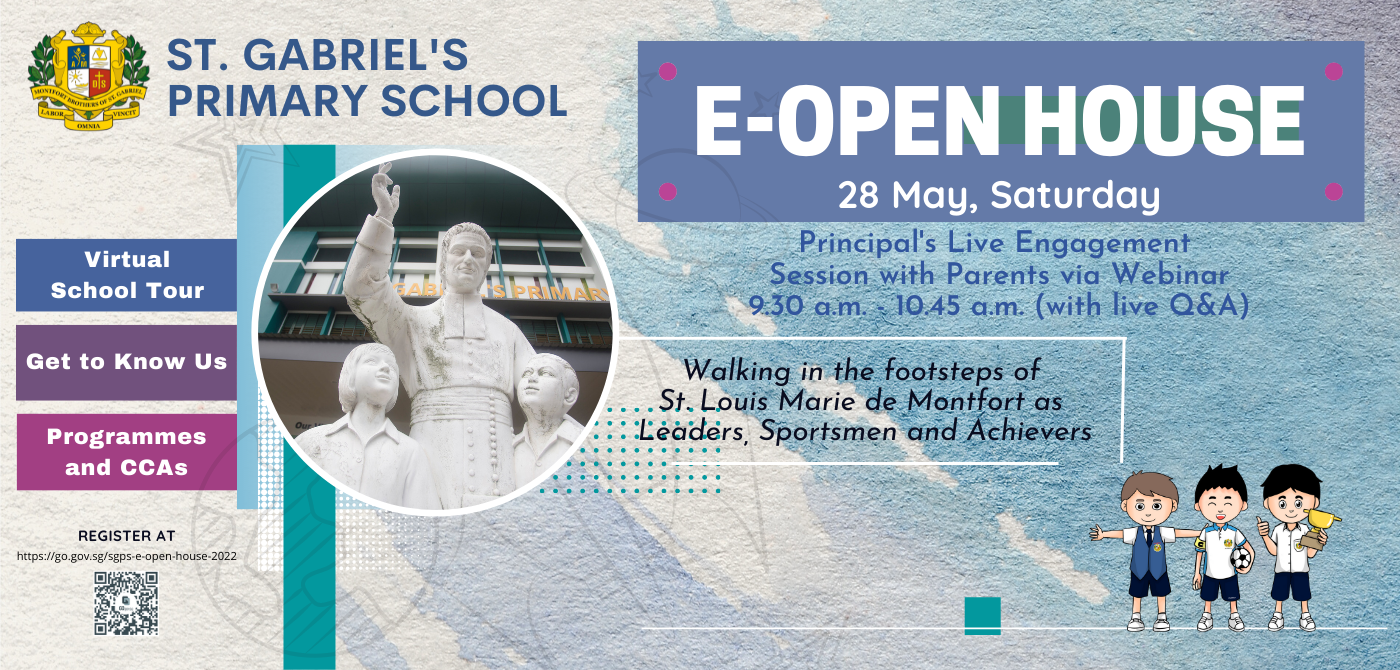 MONTFORT BROTHERS OF ST. GABRIEL
LABOR OMNIA VINCIT
ST. GABRIEL'S
PRIMARY SCHOOL
E-OPEN HOUSE
28 May, Saturday
Principal's Live Engagement
Session with Parents via Webinar
9.30 a.m. - 10.45 a.m. (with live Q&A)
Virtual
School Tour
Get to Know Us
Programmes
and CCAs
GABRIEL'S PRIMAR
Our
Walking in the footsteps of
St. Louis Marie de Montfort as
Leaders, Sportsmen and Achievers
REGISTER AT
https://go.gov.sg/sgps-e-open-house-2022